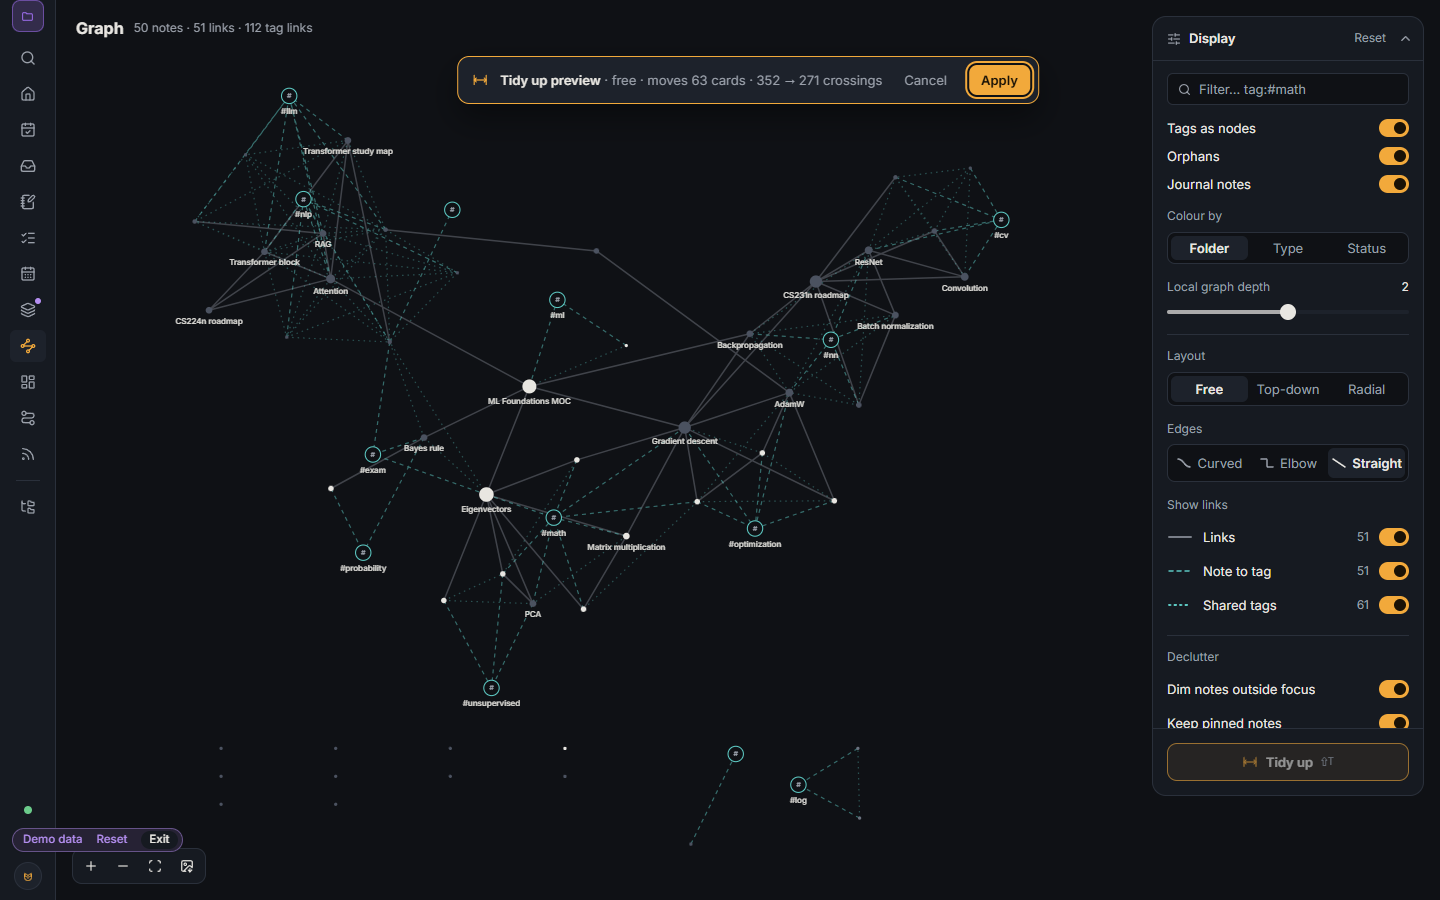 Graph 50 notes · 51 links · 112 tag links
Tidy up preview · free · moves 63 cards · 352 → 271 crossings Cancel Apply
Display Reset
Filter... tag:#math
Tags as nodes
Orphans
Journal notes
Colour by
Folder Type Status
Local graph depth 2
Layout
Free Top-down Radial
Edges
Curved Elbow Straight
Show links
Links 51
Note to tag 51
Shared tags 61
Declutter
Dim notes outside focus
Keep pinned notes
Tidy up ⇧T
#
#llm
Transformer study map
#
#nlp
#
RAG
Transformer block
Attention
CS224n roadmap
#
#cv
ResNet
Convolution
CS231n roadmap
#
#ml
Batch normalization
Backpropagation
#
#nn
ML Foundations MOC
AdamW
Gradient descent
Bayes rule
#
#exam
Eigenvectors
#
#math
Matrix multiplication
#
#optimization
#
#probability
PCA
#
#unsupervised
#
#
#log
Demo data Reset Exit